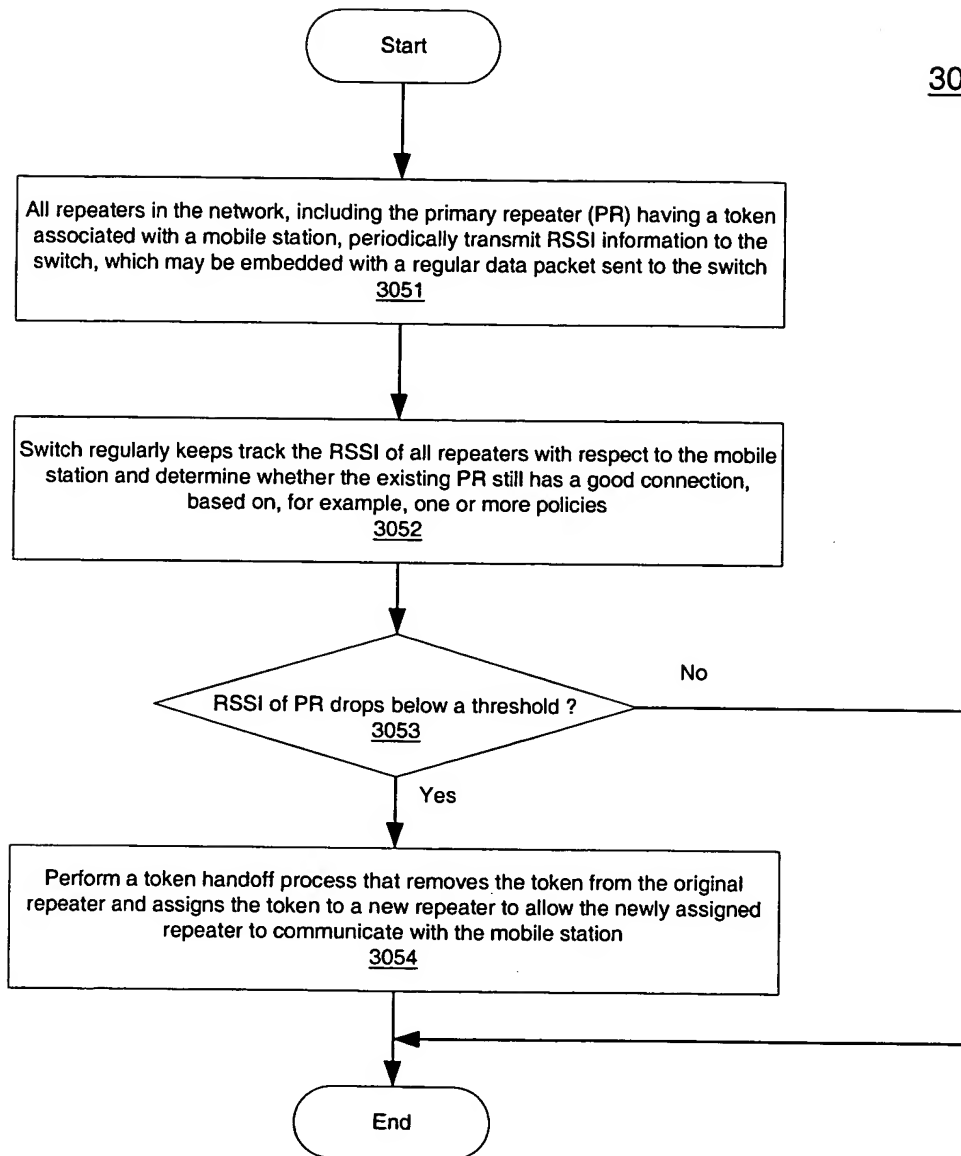 Start
30
All repeaters in the network, including the primary repeater (PR) having a token
associated with a mobile station, periodically transmit RSSI information to the
switch, which may be embedded with a regular data packet sent to the switch
3051
Switch regularly keeps track the RSSI of all repeaters with respect to the mobile
station and determine whether the existing PR still has a good connection,
based on, for example, one or more policies
3052
No
RSSI of PR drops below a threshold ?
3053
Yes
Perform a token handoff process that removes the token from the original
repeater and assigns the token to a new repeater to allow the newly assigned
repeater to communicate with the mobile station
3054
End